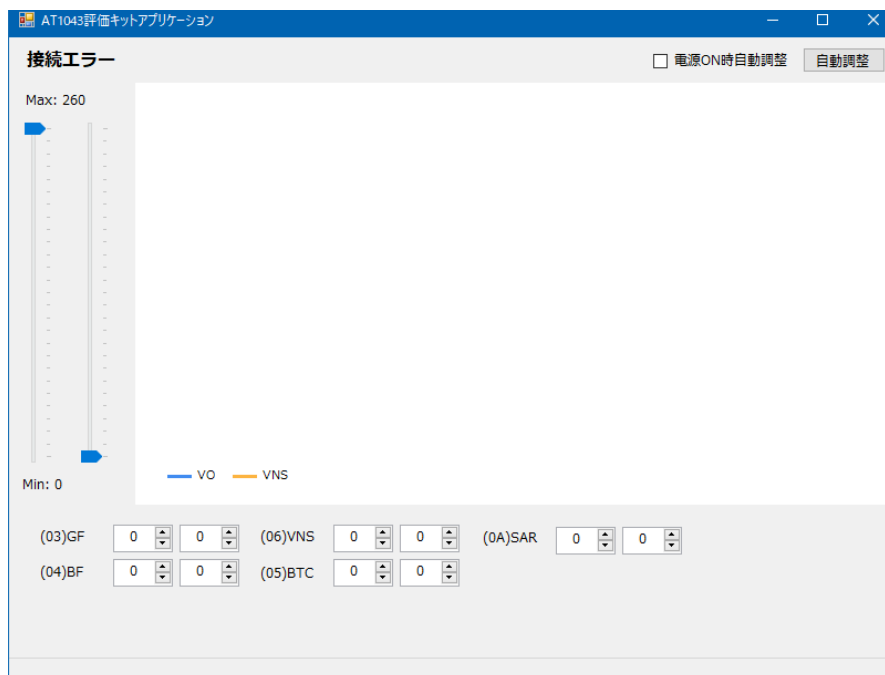 AT1043評価キットアプリケーション
接続エラー
電源ON時自動調整 自動調整
Max: 260
VO VNS
Min: 0
(03)GF 0 0 (06)VNS 0 0 (0A)SAR 0 0
(04)BF 0 0 (05)BTC 0 0